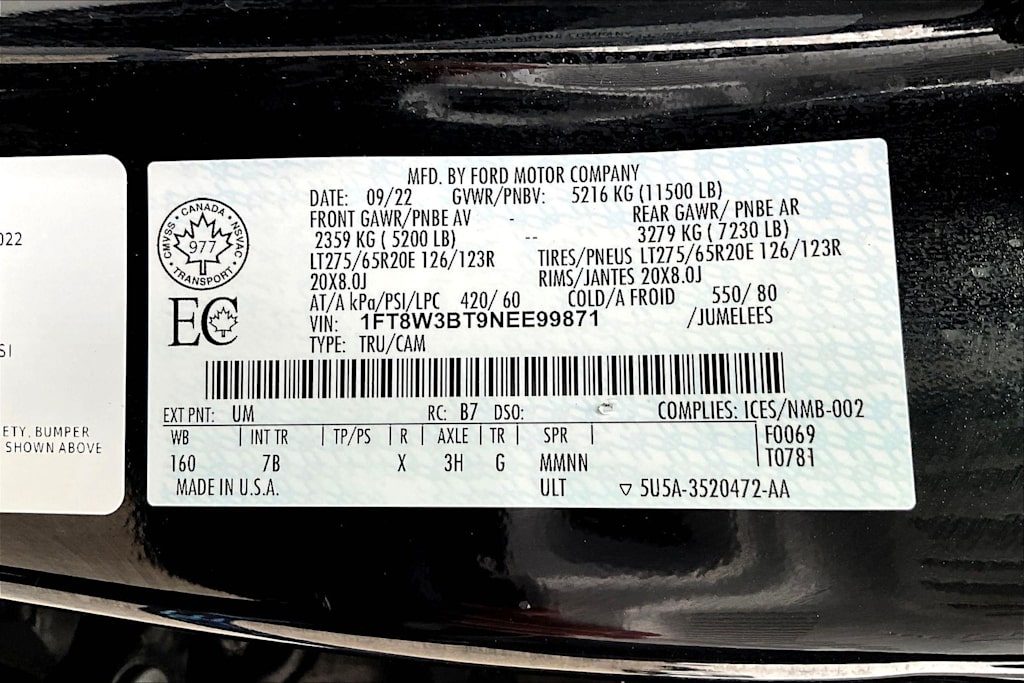 022
SI
ETY, BUMPER
SHOWN ABOVE
MFD. BY FORD MOTOR COMPANY
DATE: 09/22 GVWR/PNBV: 5216 KG (11500 LB)
FRONT GAWR/PNBE AV - REAR GAWR/ PNBE AR
2359 KG ( 5200 LB) -- 3279 KG ( 7230 LB)
LT275/65R20E 126/123R TIRES/PNEUS LT275/65R20E 126/123R
20X8.0J RIMS/JANTES 20X8.0J
AT/A kPa/PSI/LPC 420/ 60 COLD/A FROID 550/ 80
VIN: 1FT8W3BT9NEE99871 /JUMELEES
TYPE: TRU/CAM
CANADA
CMVSS NSVAC
977
TRANSPORT
EC
EXT PNT: UM RC: B7 DSO: COMPLIES: ICES/NMB-002
WB | INT TR | TP/PS | R | AXLE | TR | SPR | F0069
160 7B X 3H G MMNN T0781
MADE IN U.S.A. ULT ▽ 5U5A-3520472-AA